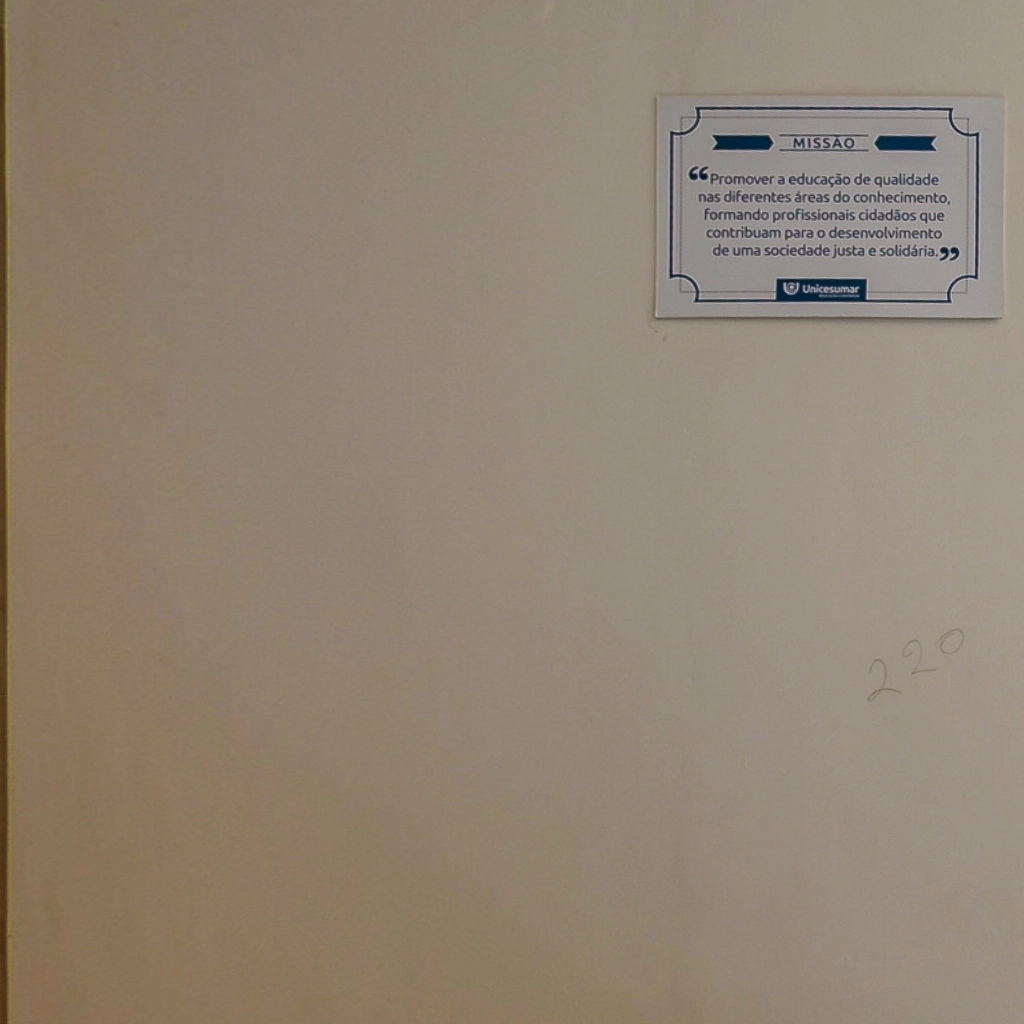 MISSÃO
“Promover a educação de qualidade
nas diferentes áreas do conhecimento,
formando profissionais cidadãos que
contribuam para o desenvolvimento
de uma sociedade justa e solidária.”
Unicesumar
220